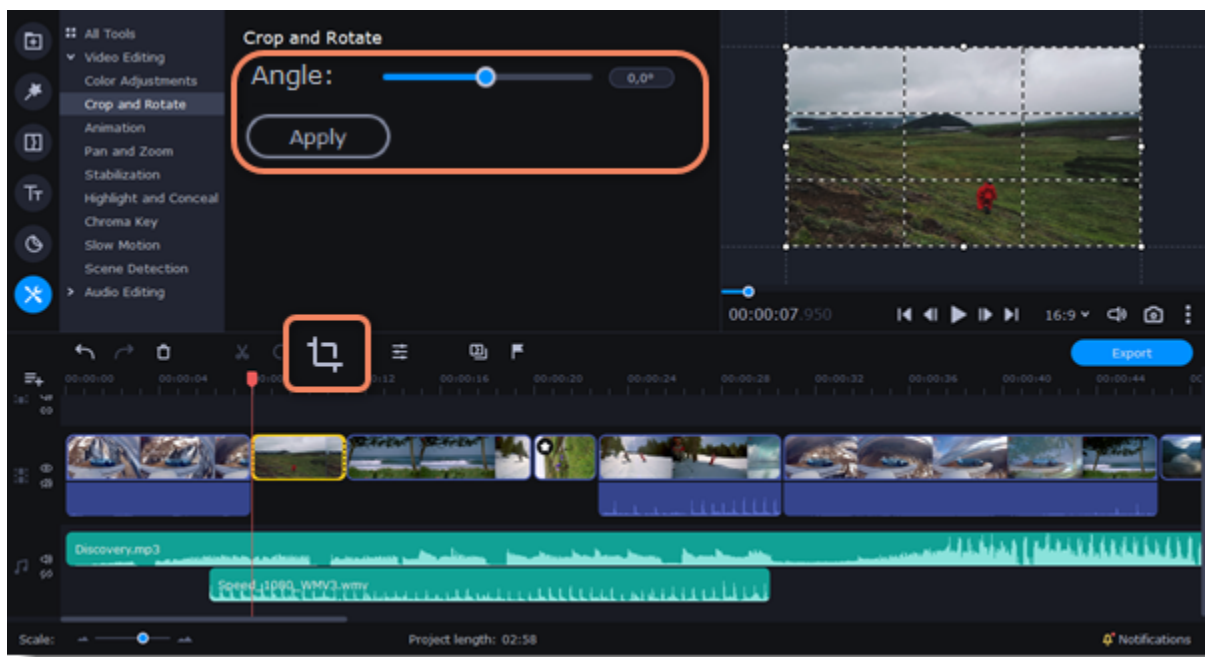 All Tools
Video Editing
Color Adjustments
Crop and Rotate
Animation
Pan and Zoom
Stabilization
Highlight and Conceal
Chroma Key
Slow Motion
Scene Detection
Audio Editing
Crop and Rotate
Angle:
0,0°
Apply
Tт
00:00:07.950
16:9
Export
00:00:00 00:00:04 00:00:16 00:00:20 00:00:24 00:00:28 00:00:32 00:00:36 00:00:40 00:00:44
Discovery.mp3
Speed_1080_WMV3.wmv
Scale:
Project length: 02:58
Notifications